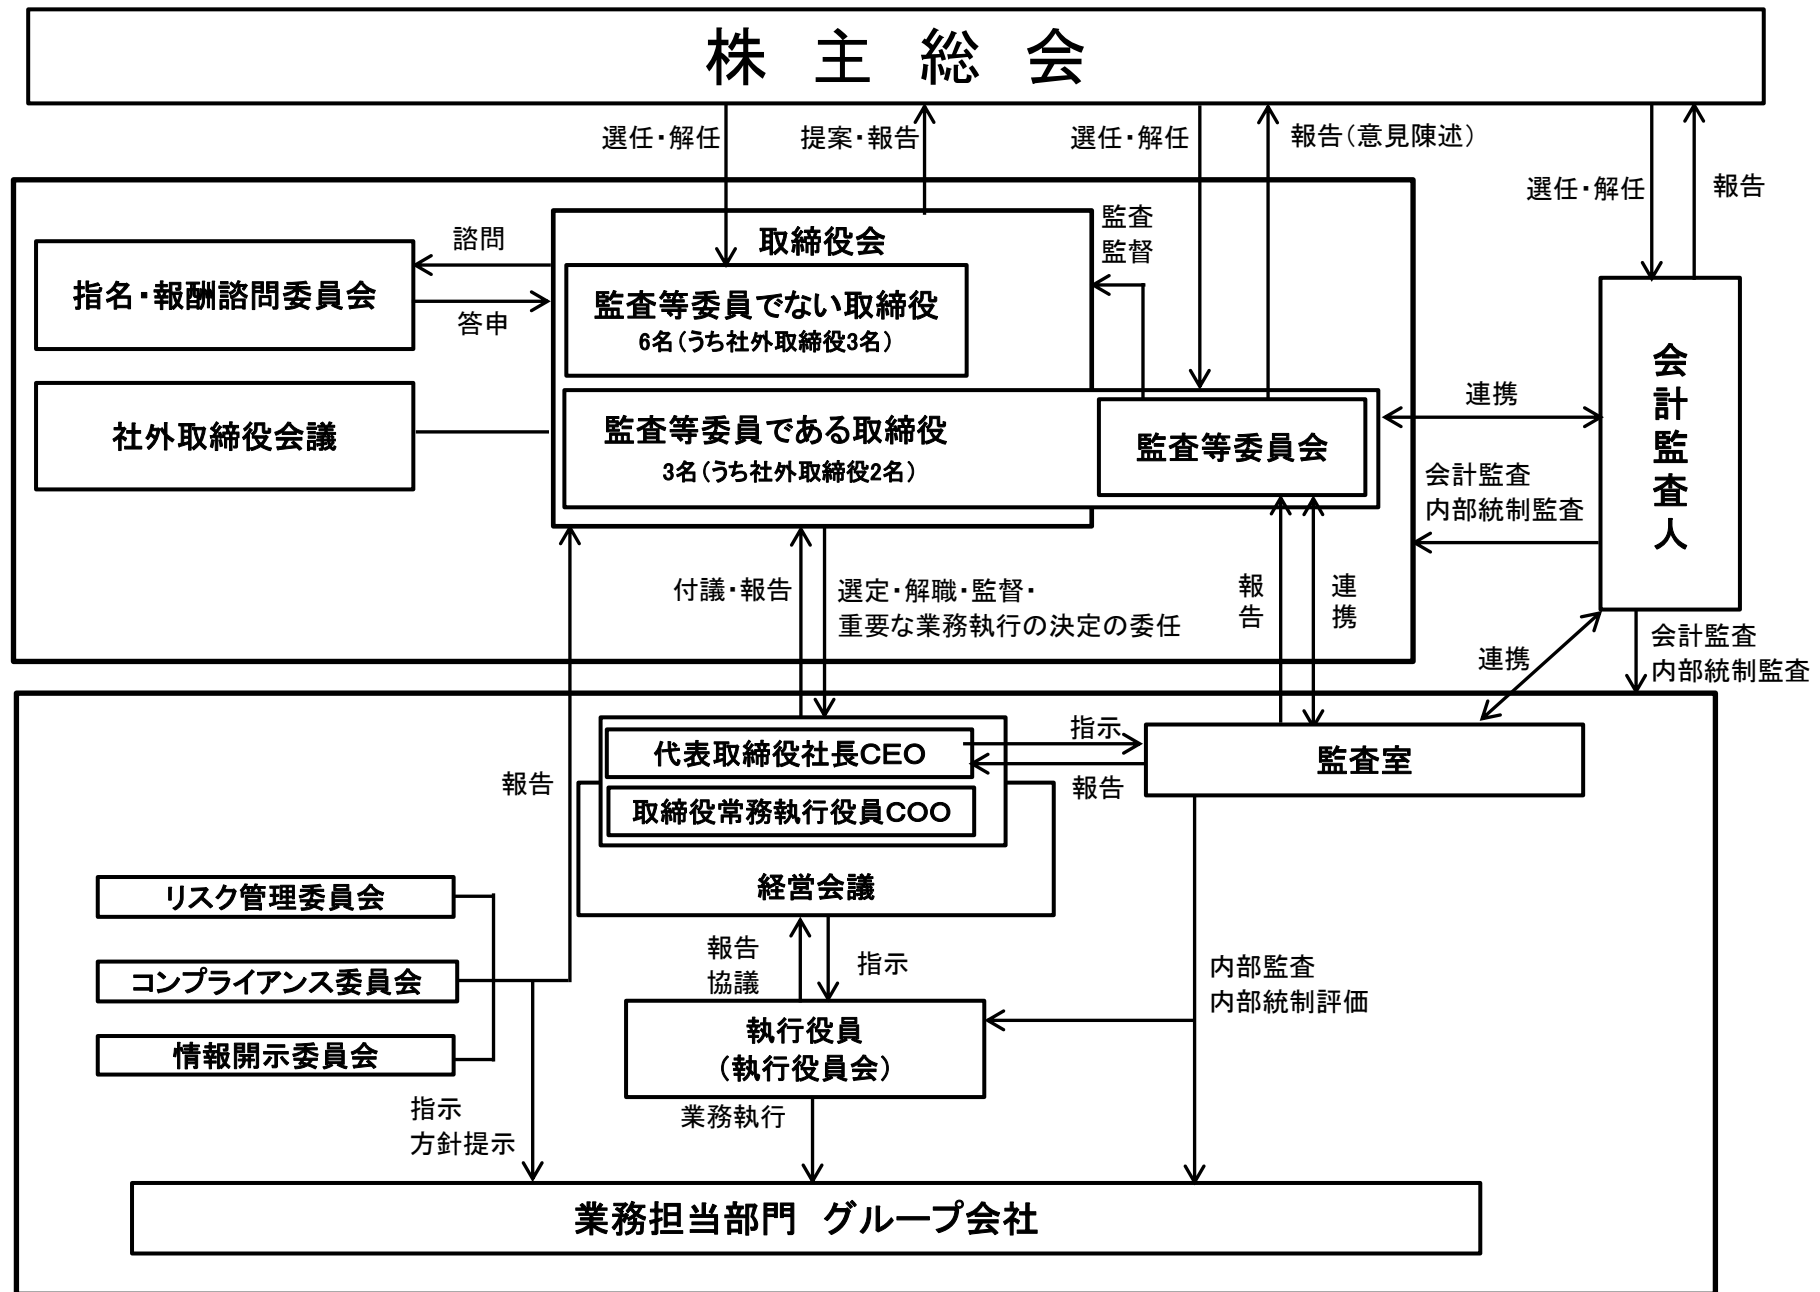 株主総会
選任・解任
提案・報告
選任・解任
報告(意見陳述)
選任・解任
報告
諮問
指名・報酬諮問委員会
答申
社外取締役会議
取締役会
監査等委員でない取締役
6名(うち社外取締役3名)
監査等委員である取締役
3名(うち社外取締役2名)
監査等委員会
監査
監督
会計監査人
連携
会計監査
内部統制監査
付議・報告
選定・解職・監督・
重要な業務執行の決定の委任
報告
連携
連携
会計監査
内部統制監査
代表取締役社長CEO
取締役常務執行役員COO
経営会議
指示
報告
監査室
報告
リスク管理委員会
コンプライアンス委員会
情報開示委員会
報告
協議
指示
内部監査
内部統制評価
執行役員
(執行役員会)
指示
方針提示
業務執行
業務担当部門 グループ会社